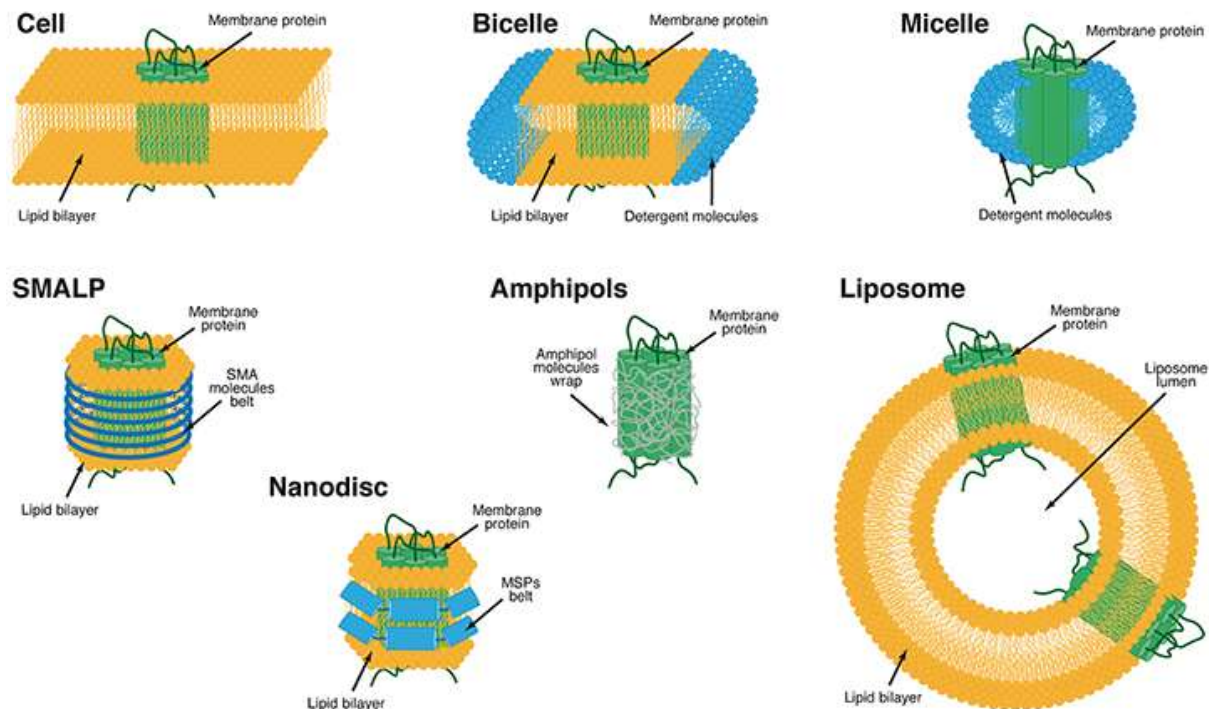 Cell
Membrane protein
Lipid bilayer
Bicelle
Membrane protein
Lipid bilayer
Detergent molecules
Micelle
Membrane protein
Detergent molecules
SMALP
Membrane
protein
SMA
molecules
belt
Lipid bilayer
Amphipols
Membrane
protein
Amphipol
molecules
wrap
Liposome
Membrane
protein
Liposome
lumen
Lipid bilayer
Nanodisc
Membrane
protein
MSPs
belt
Lipid bilayer